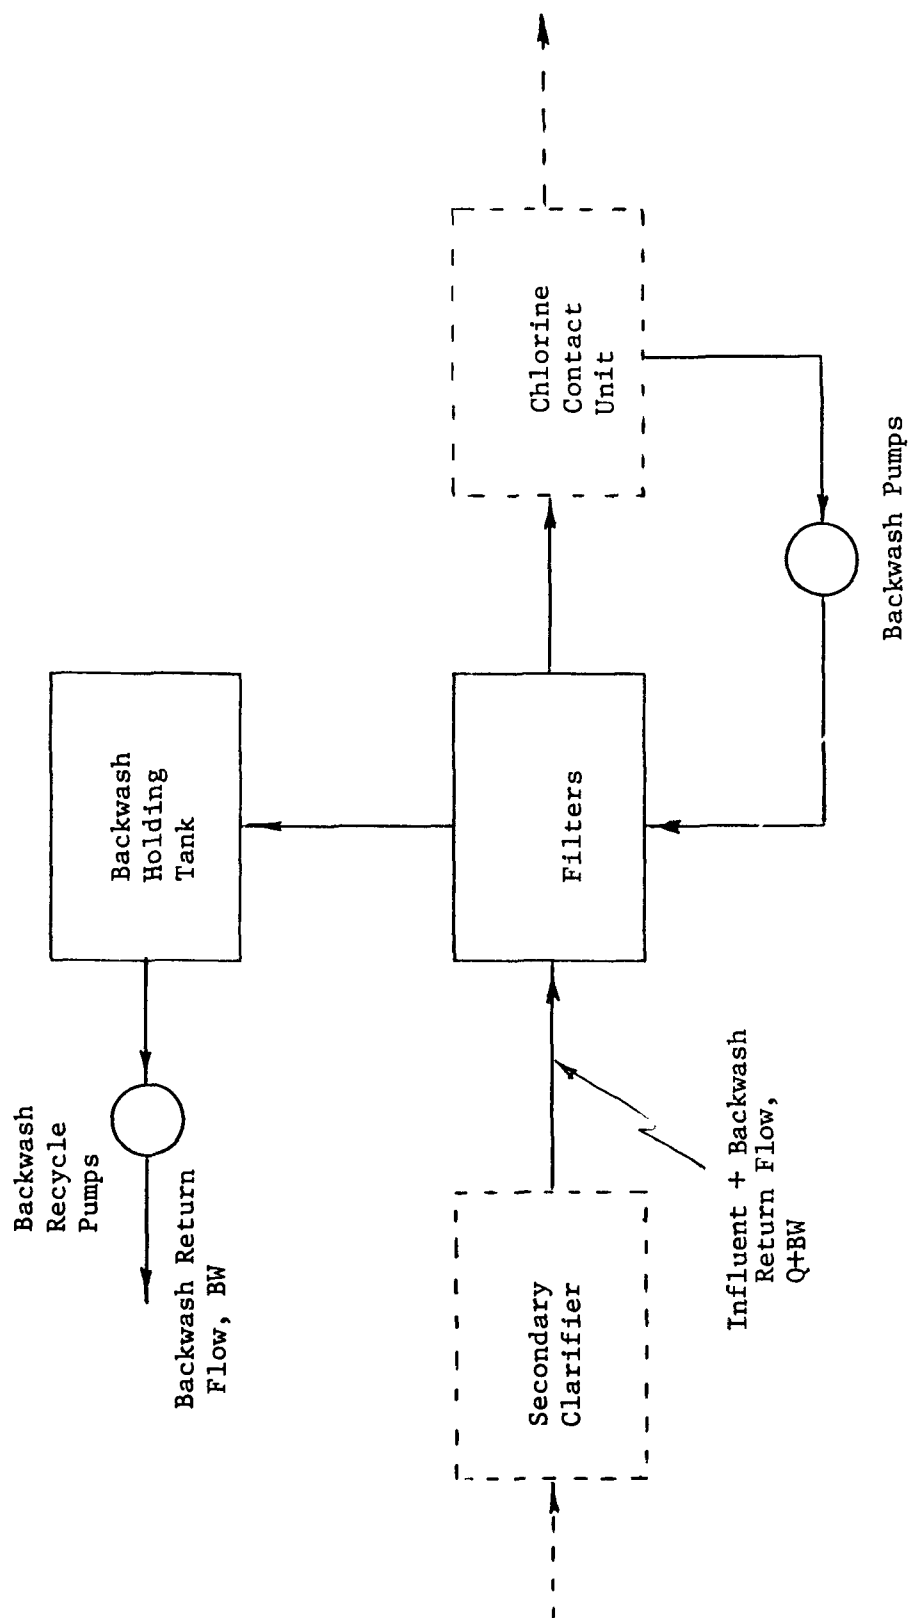 Backwash
Recycle
Pumps
Backwash Return
Flow, BW
Backwash
Holding
Tank
Secondary
Clarifier
Influent + Backwash
Return Flow,
Q+BW
Filters
Chlorine
Contact
Unit
Backwash Pumps